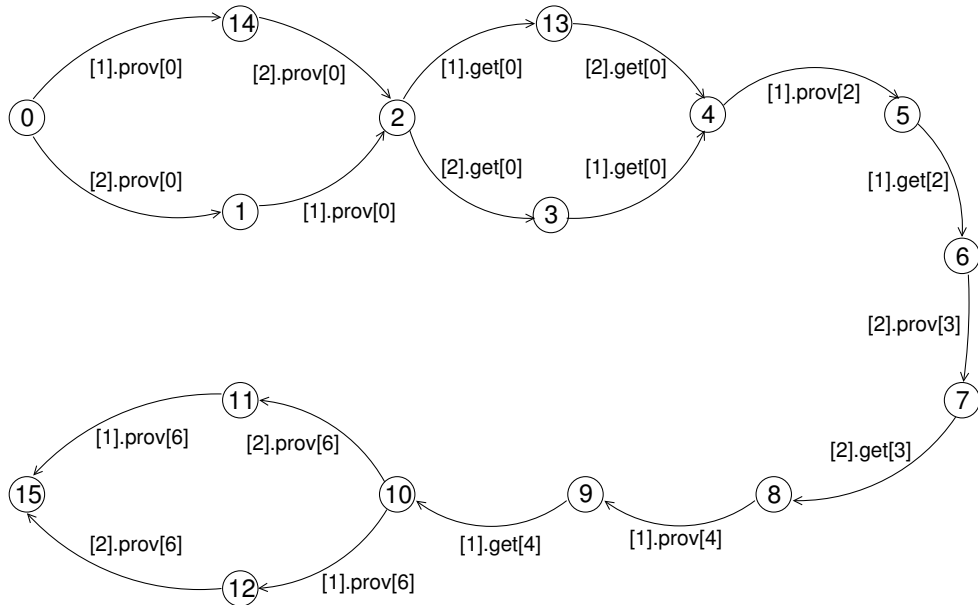 14
13
[1].prov[0]
[2].prov[0]
[1].get[0]
[2].get[0]
[1].prov[2]
0
2
4
5
[2].prov[0]
[2].get[0]
[1].get[0]
[1].get[2]
1
[1].prov[0]
3
6
[2].prov[3]
11
7
[1].prov[6]
[2].prov[6]
[2].get[3]
15
10
9
8
[2].prov[6]
[1].get[4]
[1].prov[4]
12
[1].prov[6]